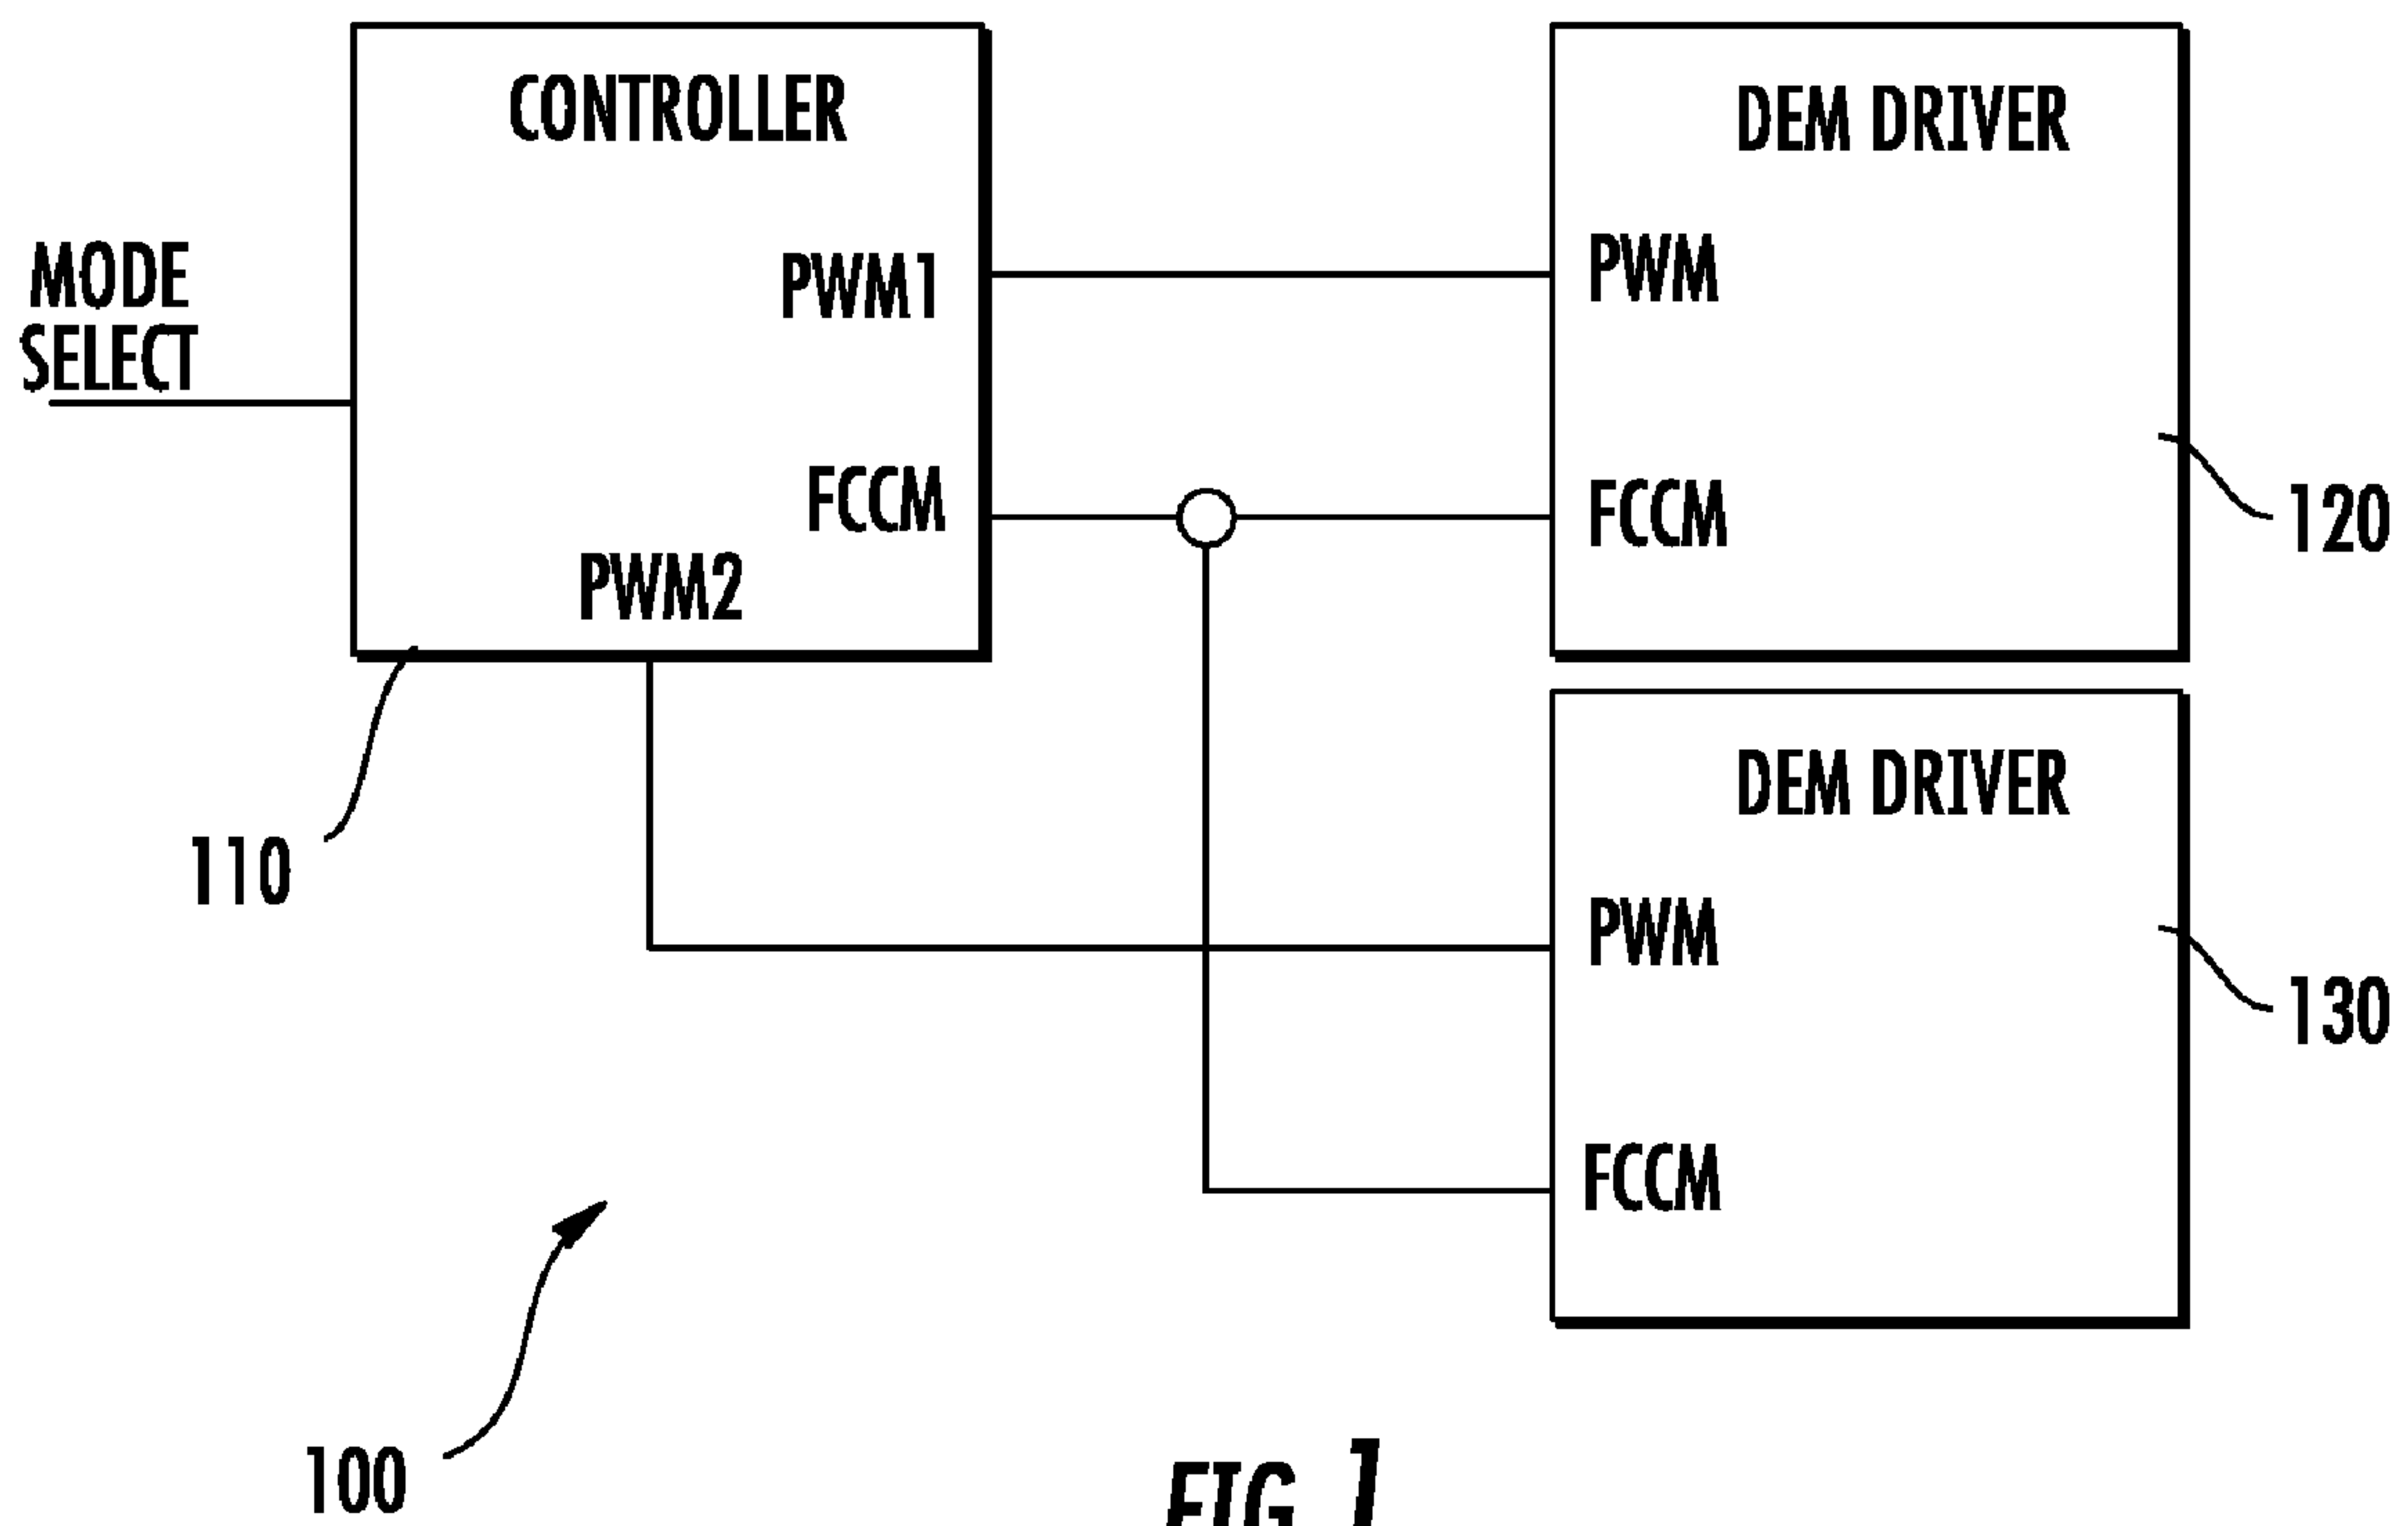 CONTROLLER
DEM DRIVER
MODE
SELECT
PWM1
PWM
FCCM
FCCM
120
PWM2
DEM DRIVER
110
PWM
130
FCCM
100
FIG. 1